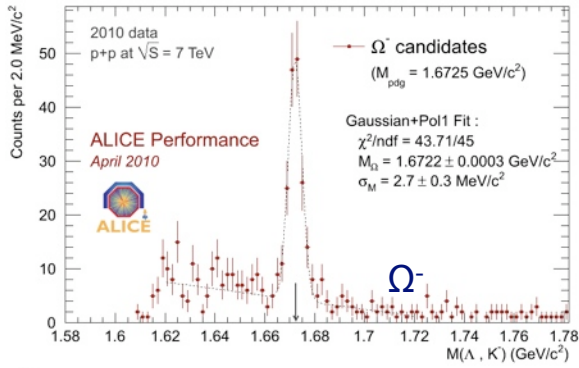 Counts per 2.0 MeV/c²
50
40
30
20
10
0
2010 data
p+p at √S = 7 TeV
ALICE Performance
April 2010
ALICE
Ω⁻ candidates
(M_pdg = 1.6725 GeV/c²)
Gaussian+Pol1 Fit :
χ²/ndf = 43.71/45
M_Ω = 1.6722 ± 0.0003 GeV/c²
σ_M = 2.7 ± 0.3 MeV/c²
Ω⁻
1.58 1.6 1.62 1.64 1.66 1.68 1.7 1.72 1.74 1.76 1.78
M(Λ , K⁻) (GeV/c²)